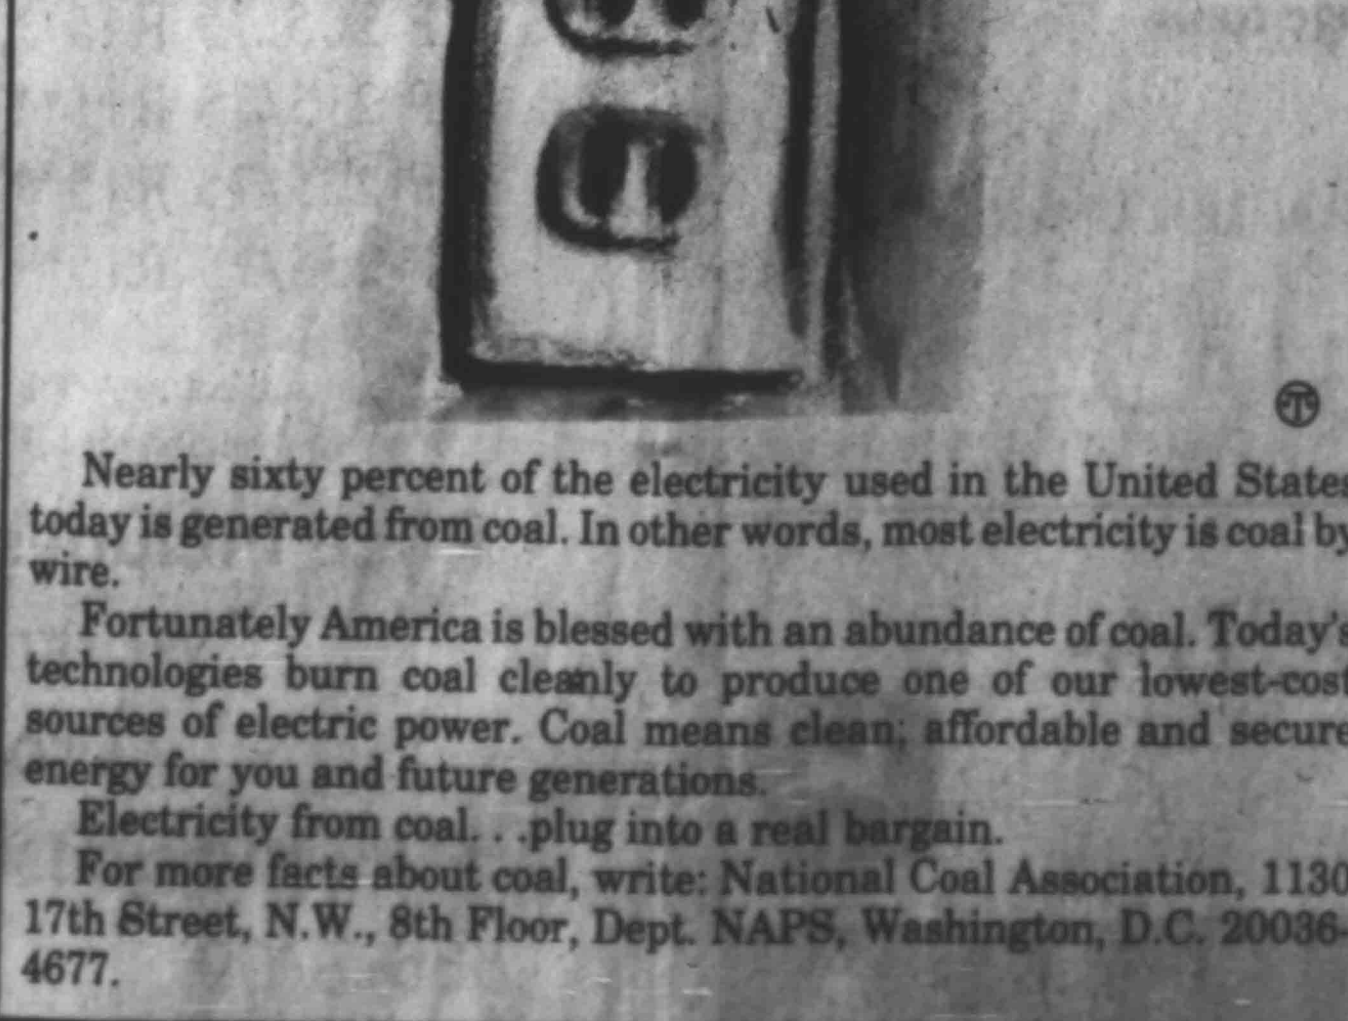 Nearly sixty percent of the electricity used in the United States
today is generated from coal. In other words, most electricity is coal by
wire.
Fortunately America is blessed with an abundance of coal. Today's
technologies burn coal cleanly to produce one of our lowest-cost
sources of electric power. Coal means clean, affordable and secure
energy for you and future generations.
Electricity from coal. . .plug into a real bargain.
For more facts about coal, write: National Coal Association, 1130
17th Street, N.W., 8th Floor, Dept. NAPS, Washington, D.C. 20036-
4677.